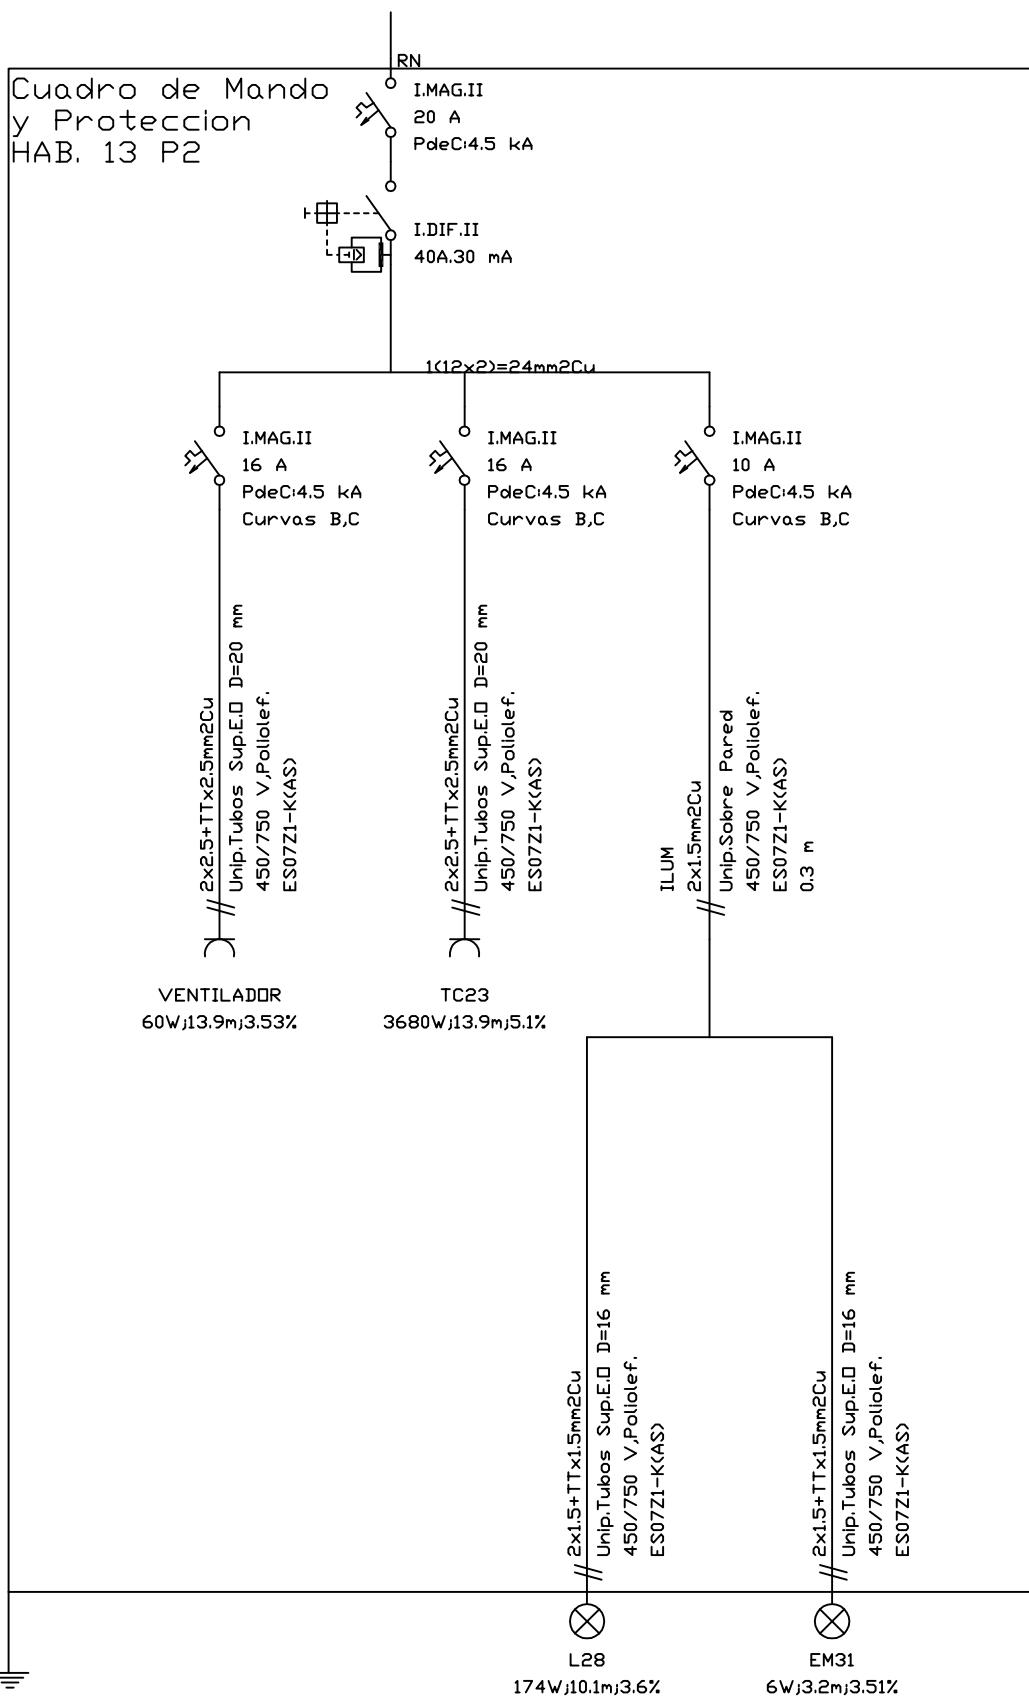 RN
Cuadro de Mando
y Proteccion
HAB. 13 P2
I.MAG.II
20 A
PdeC:4.5 kA
I.DIF.II
40A.30 mA
1(12x2)=24mm2Cu
I.MAG.II
16 A
PdeC:4.5 kA
Curvas B,C
I.MAG.II
16 A
PdeC:4.5 kA
Curvas B,C
I.MAG.II
10 A
PdeC:4.5 kA
Curvas B,C
2x2.5+TTx2.5mm2Cu
Unip.Tubos Sup.E.O D=20 mm
450/750 V,Poliolef.
ES07Z1-K(AS)
2x2.5+TTx2.5mm2Cu
Unip.Tubos Sup.E.O D=20 mm
450/750 V,Poliolef.
ES07Z1-K(AS)
ILUM
2x1.5mm2Cu
Unip.Sobre Pared
450/750 V,Poliolef.
ES07Z1-K(AS)
0.3 m
VENTILADOR
60W;13.9m;3.53%
TC23
3680W;13.9m;5.1%
2x1.5+TTx1.5mm2Cu
Unip.Tubos Sup.E.O D=16 mm
450/750 V,Poliolef.
ES07Z1-K(AS)
2x1.5+TTx1.5mm2Cu
Unip.Tubos Sup.E.O D=16 mm
450/750 V,Poliolef.
ES07Z1-K(AS)
L28
174W;10.1m;3.6%
EM31
6W;3.2m;3.51%